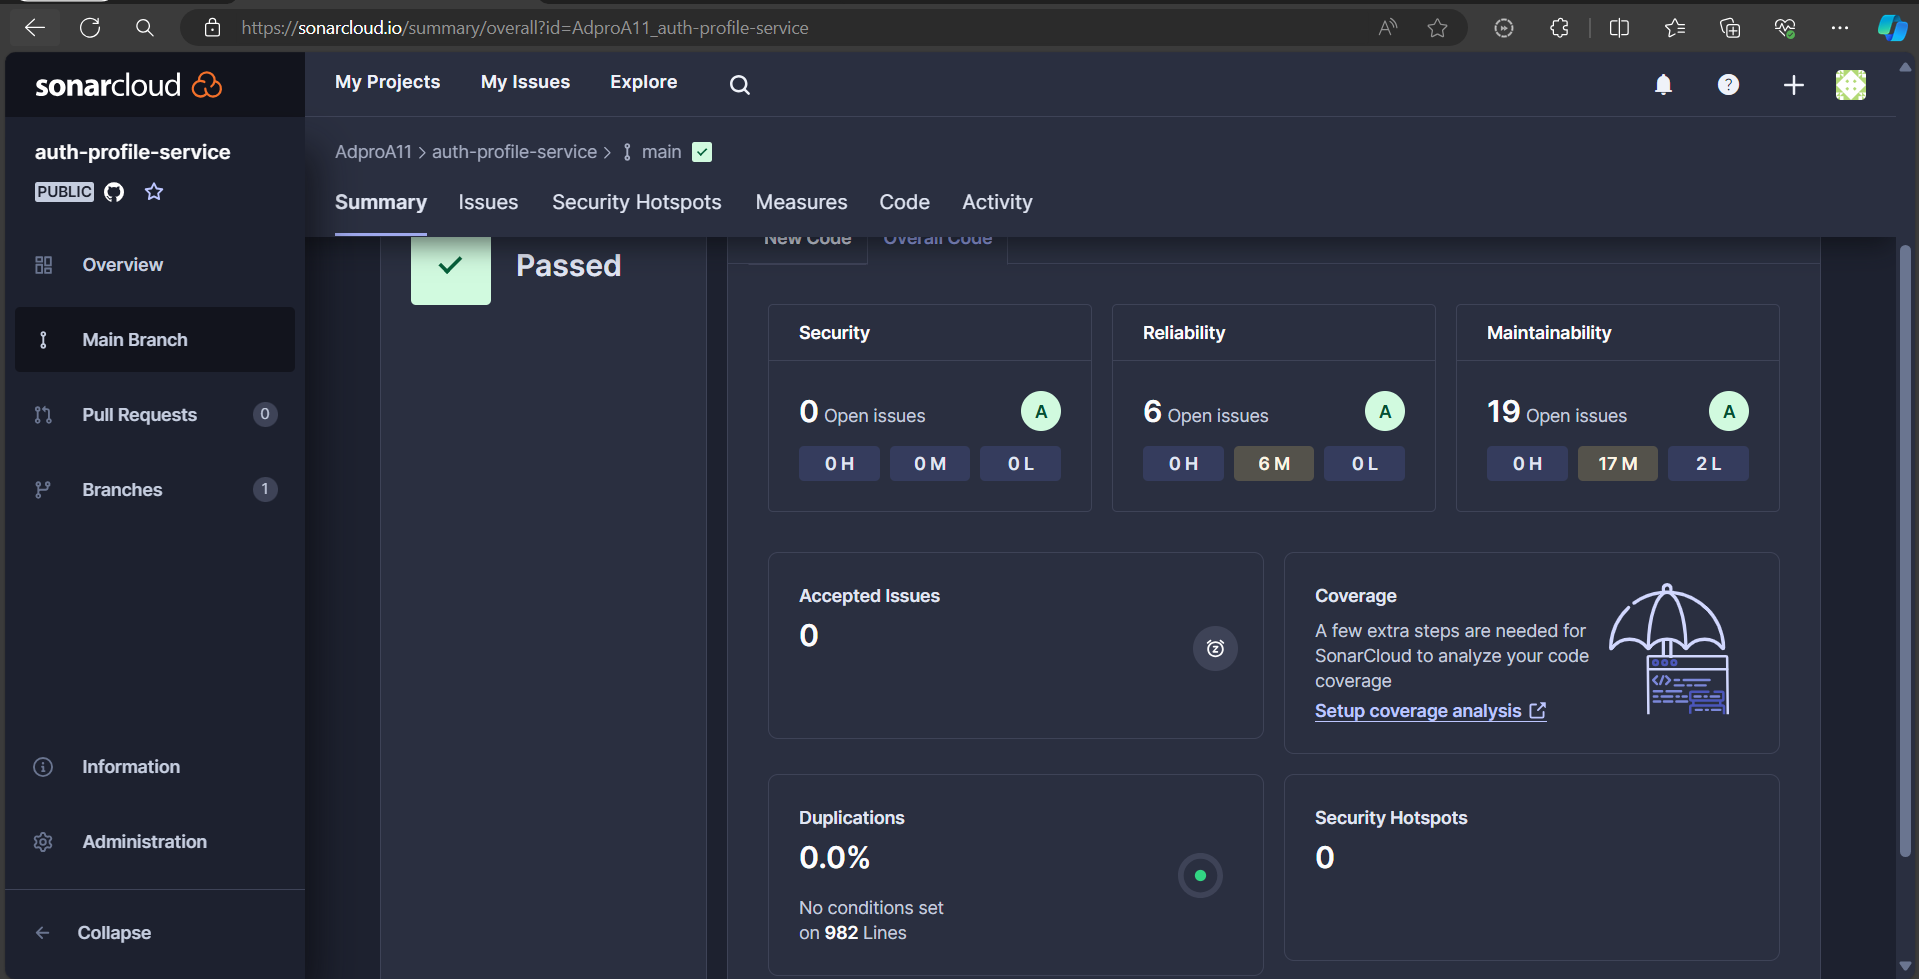 https://sonarcloud.io/summary/overall?id=AdproA11_auth-profile-service
sonarcloud
My Projects My Issues Explore
auth-profile-service
PUBLIC
AdproA11 > auth-profile-service > main
Summary Issues Security Hotspots Measures Code Activity
Overview
Main Branch
Pull Requests 0
Branches 1
Information
Administration
Collapse
Passed
New Code Overall Code
Security
0 Open issues A
0 H 0 M 0 L
Reliability
6 Open issues A
0 H 6 M 0 L
Maintainability
19 Open issues A
0 H 17 M 2 L
Accepted Issues
0
Coverage
A few extra steps are needed for
SonarCloud to analyze your code
coverage
Setup coverage analysis
Duplications
0.0%
No conditions set
on 982 Lines
Security Hotspots
0